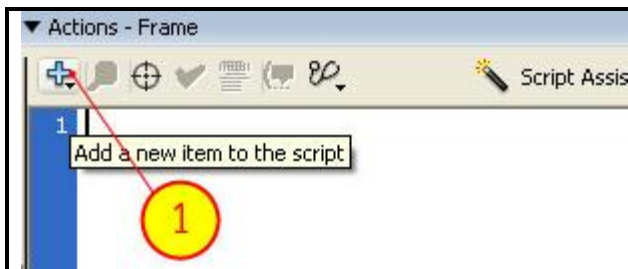 Actions - Frame
Script Assis
1
Add a new item to the script
1